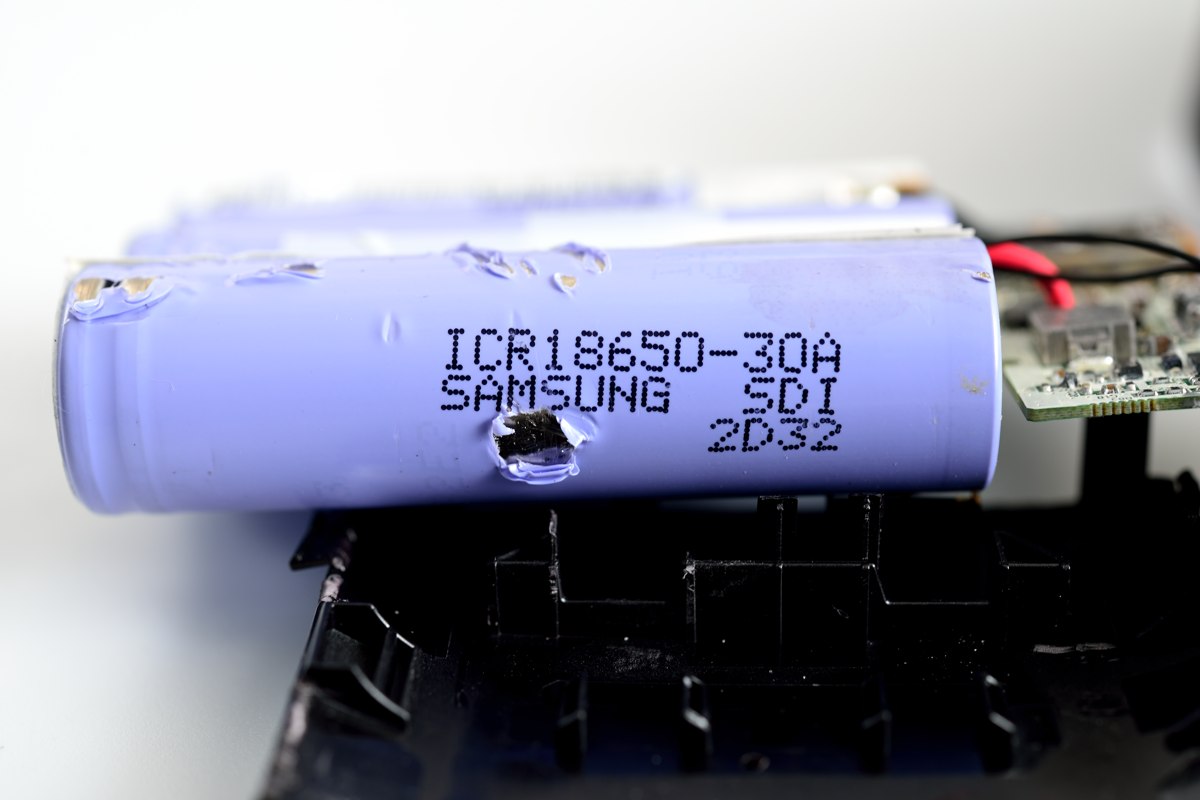 ICR18650-30A
SAMSUNG SDI
2D32